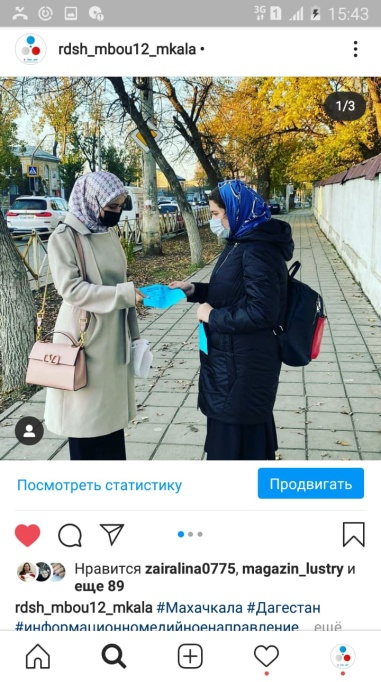 3G 1 15:43
rdsh_mbou12_mkala •
1/3
Посмотреть статистику
Продвигать
Нравится zairalina0775, magazin_lustry и
еще 89
rdsh_mbou12_mkala #Махачкала #Дагестан
#информационномедийноенаправление... ещё